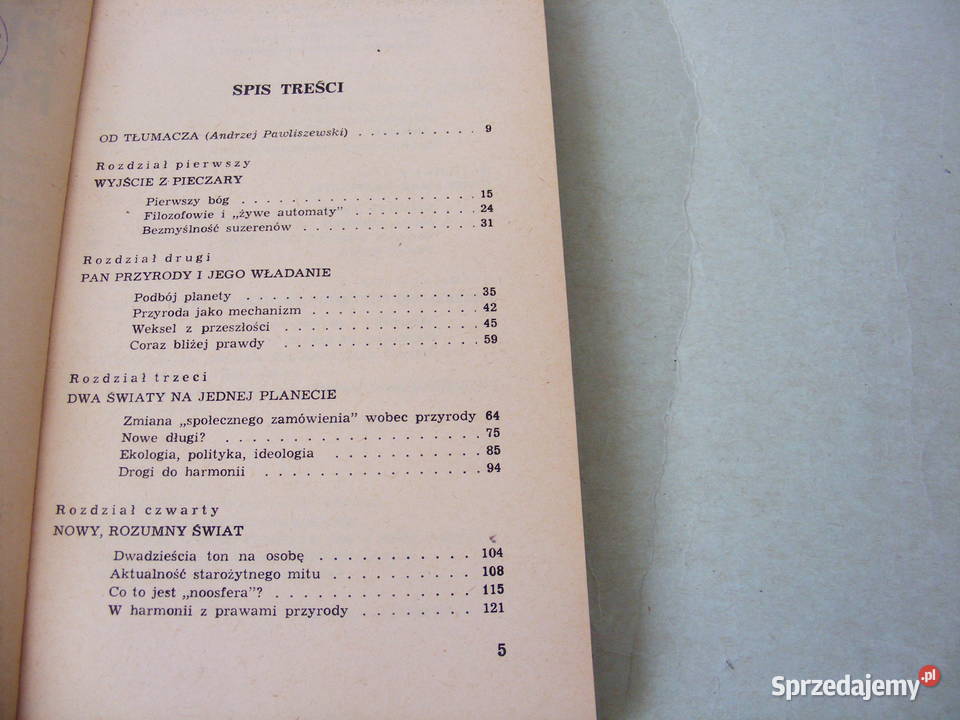 SPIS TREŚCI
OD TŁUMACZA (Andrzej Pawliszewski) . . . . . . . . . . 9
Rozdział pierwszy
WYJŚCIE Z PIECZARY
Pierwszy bóg . . . . . . . . . . . . . . 15
Filozofowie i „żywe automaty” . . . . . . . . . 24
Bezmyślność suzerenów . . . . . . . . . . . 31
Rozdział drugi
PAN PRZYRODY I JEGO WŁADANIE
Podbój planety . . . . . . . . . . . . . . 35
Przyroda jako mechanizm . . . . . . . . . . 42
Weksel z przeszłości . . . . . . . . . . . . 45
Coraz bliżej prawdy . . . . . . . . . . . . 59
Rozdział trzeci
DWA ŚWIATY NA JEDNEJ PLANECIE
Zmiana „społecznego zamówienia” wobec przyrody 64
Nowe długi? . . . . . . . . . . . . . . . 75
Ekologia, polityka, ideologia . . . . . . . . . 85
Drogi do harmonii . . . . . . . . . . . . . 94
Rozdział czwarty
NOWY, ROZUMNY ŚWIAT
Dwadzieścia ton na osobę . . . . . . . . . . 104
Aktualność starożytnego mitu . . . . . . . . . 108
Co to jest „noosfera”? . . . . . . . . . . . . 115
W harmonii z prawami przyrody . . . . . . . . 121
5
Sprzedajemy.pl